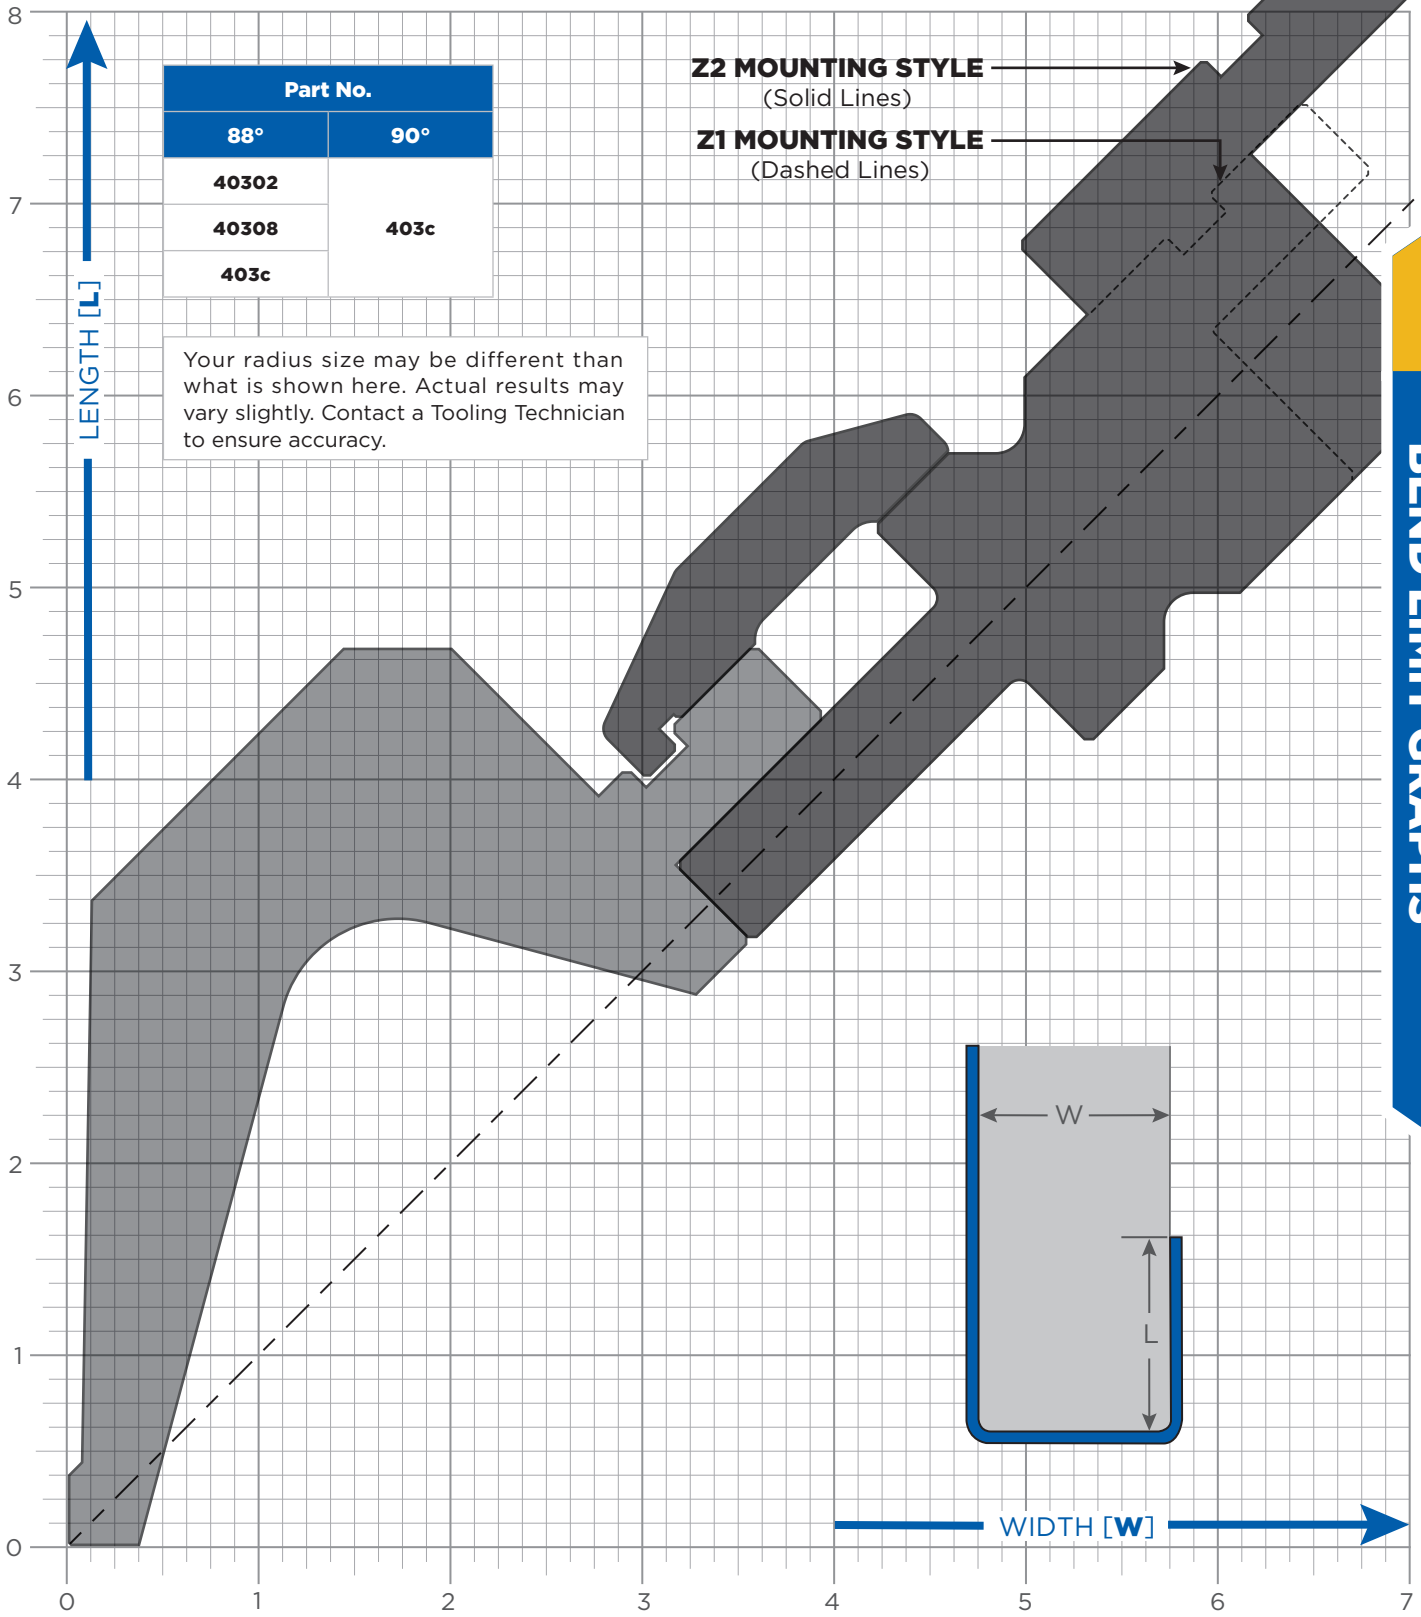 8
7
6
5
4
3
2
1
0
0 1 2 3 4 5 6 7
LENGTH [L]
Part No.
88° 90°
40302
40308 403c
403c
Your radius size may be different than
what is shown here. Actual results may
vary slightly. Contact a Tooling Technician
to ensure accuracy.
Z2 MOUNTING STYLE
(Solid Lines)
Z1 MOUNTING STYLE
(Dashed Lines)
BEND LIMIT GRAPHS
W
L
WIDTH [W]